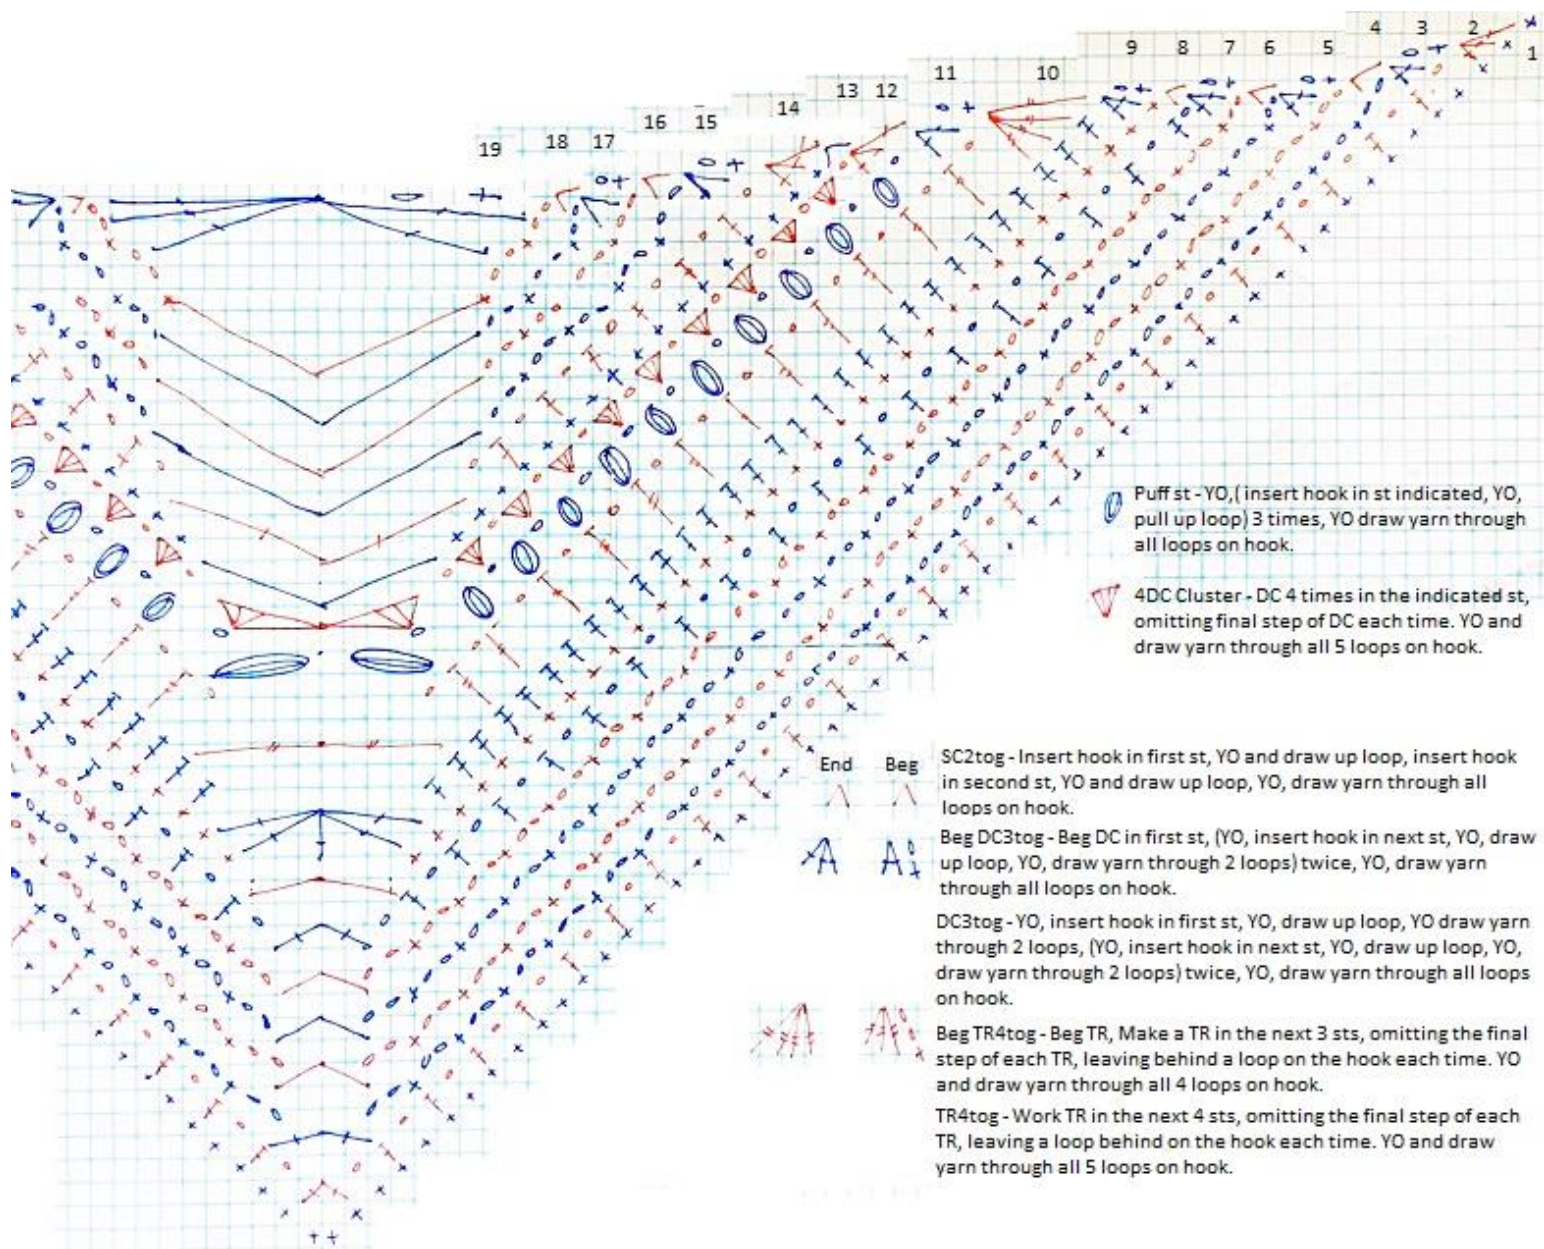 4 3 2
1
9 8 7 6 5
11 10
13 12
14
16 15
19 18 17
Puff st - YO,( insert hook in st indicated, YO,
pull up loop) 3 times, YO draw yarn through
all loops on hook.
4DC Cluster - DC 4 times in the indicated st,
omitting final step of DC each time. YO and
draw yarn through all 5 loops on hook.
End Beg
SC2tog - Insert hook in first st, YO and draw up loop, insert hook
in second st, YO and draw up loop, YO, draw yarn through all
loops on hook.
Beg DC3tog - Beg DC in first st, (YO, insert hook in next st, YO, draw
up loop, YO, draw yarn through 2 loops) twice, YO, draw yarn
through all loops on hook.
DC3tog - YO, insert hook in first st, YO, draw up loop, YO draw yarn
through 2 loops, (YO, insert hook in next st, YO, draw up loop, YO,
draw yarn through 2 loops) twice, YO, draw yarn through all loops
on hook.
Beg TR4tog - Beg TR, Make a TR in the next 3 sts, omitting the final
step of each TR, leaving behind a loop on the hook each time. YO
and draw yarn through all 4 loops on hook.
TR4tog - Work TR in the next 4 sts, omitting the final step of each
TR, leaving a loop behind on the hook each time. YO and draw
yarn through all 5 loops on hook.